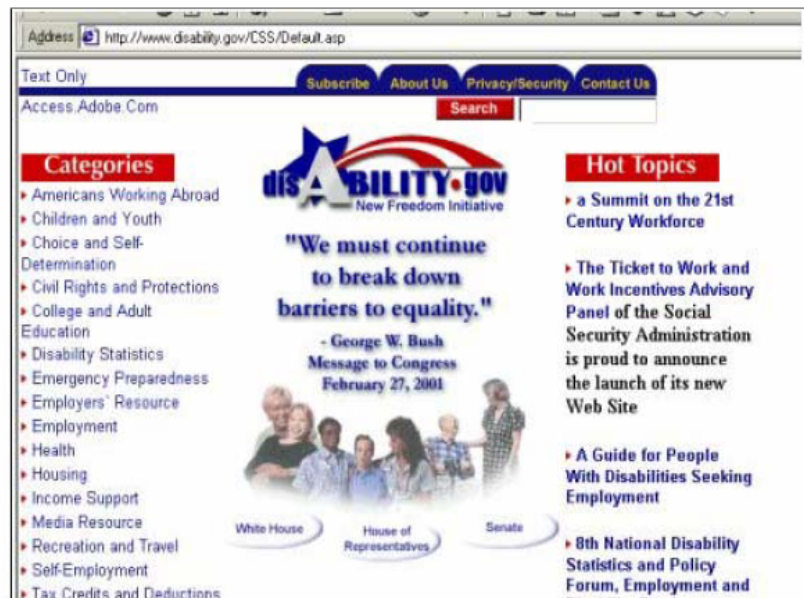 Address http://www.disability.gov/CSS/Default.asp
Text Only
Subscribe About Us Privacy/Security Contact Us
Access.Adobe.Com
Search
Categories
Americans Working Abroad
Children and Youth
Choice and Self-
Determination
Civil Rights and Protections
College and Adult
Education
Disability Statistics
Emergency Preparedness
Employers' Resource
Employment
Health
Housing
Income Support
Media Resource
Recreation and Travel
Self-Employment
Tax Credits and Deductions
disABILITY.gov
New Freedom Initiative
"We must continue
to break down
barriers to equality."
- George W. Bush
Message to Congress
February 27, 2001
White House
House of
Representatives
Senate
Hot Topics
a Summit on the 21st
Century Workforce
The Ticket to Work and
Work Incentives Advisory
Panel of the Social
Security Administration
is proud to announce
the launch of its new
Web Site
A Guide for People
With Disabilities Seeking
Employment
8th National Disability
Statistics and Policy
Forum, Employment and